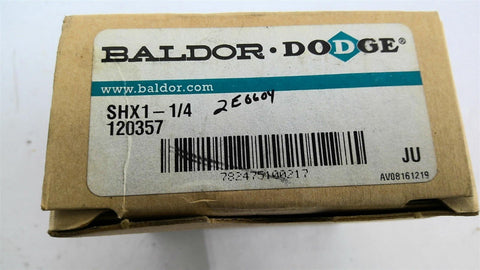 BALDOR · DODGE®
www.baldor.com
SHX1-1/4 2E6604
120357
782475100217
JU
AV08161219